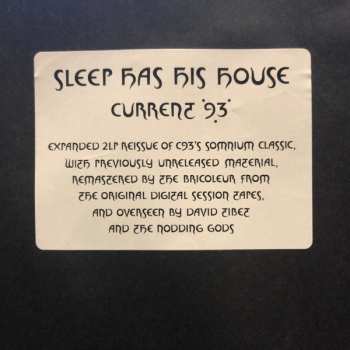 SLEEP HAS HIS HOUSE
CURRENT '93'
EXPANDED 2LP REISSUE OF C93'S SOMNIUM CLASSIC,
WITH PREVIOUSLY UNRELEASED MATERIAL,
REMASTERED BY THE BRICOLEUR FROM
THE ORIGINAL DIGITAL SESSION TAPES,
AND OVERSEEN BY DAVID TIBET
AND THE NODDING GODS